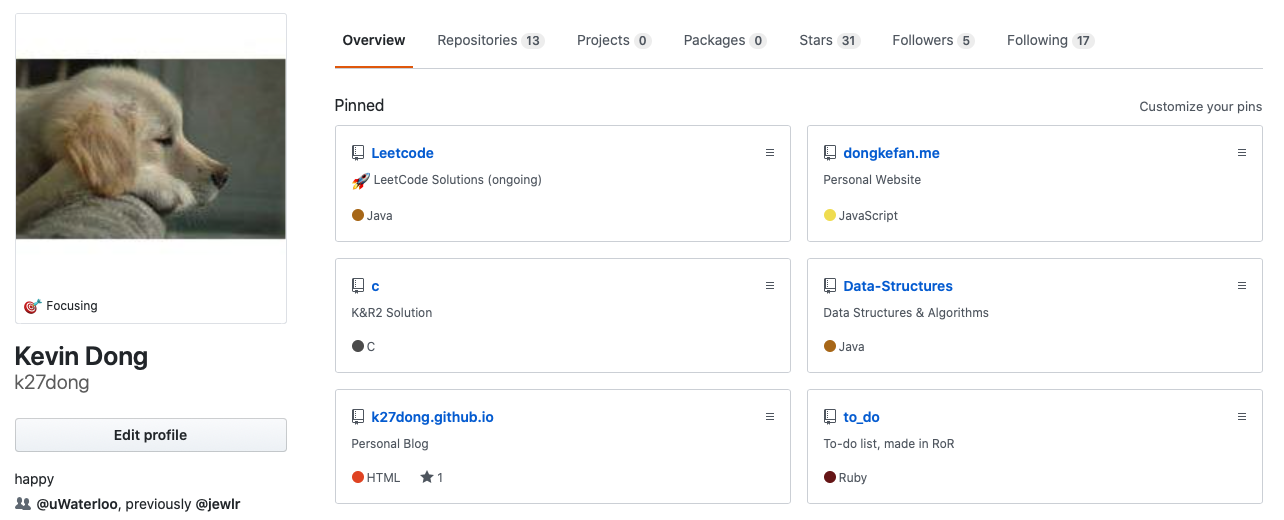 Overview Repositories 13 Projects 0 Packages 0 Stars 31 Followers 5 Following 17
Pinned
Customize your pins
Leetcode
🚀 LeetCode Solutions (ongoing)
Java
dongkefan.me
Personal Website
JavaScript
c
K&R2 Solution
C
Data-Structures
Data Structures & Algorithms
Java
k27dong.github.io
Personal Blog
HTML 1
to_do
To-do list, made in RoR
Ruby
🎯 Focusing
Kevin Dong
k27dong
Edit profile
happy
@uWaterloo, previously @jewlr